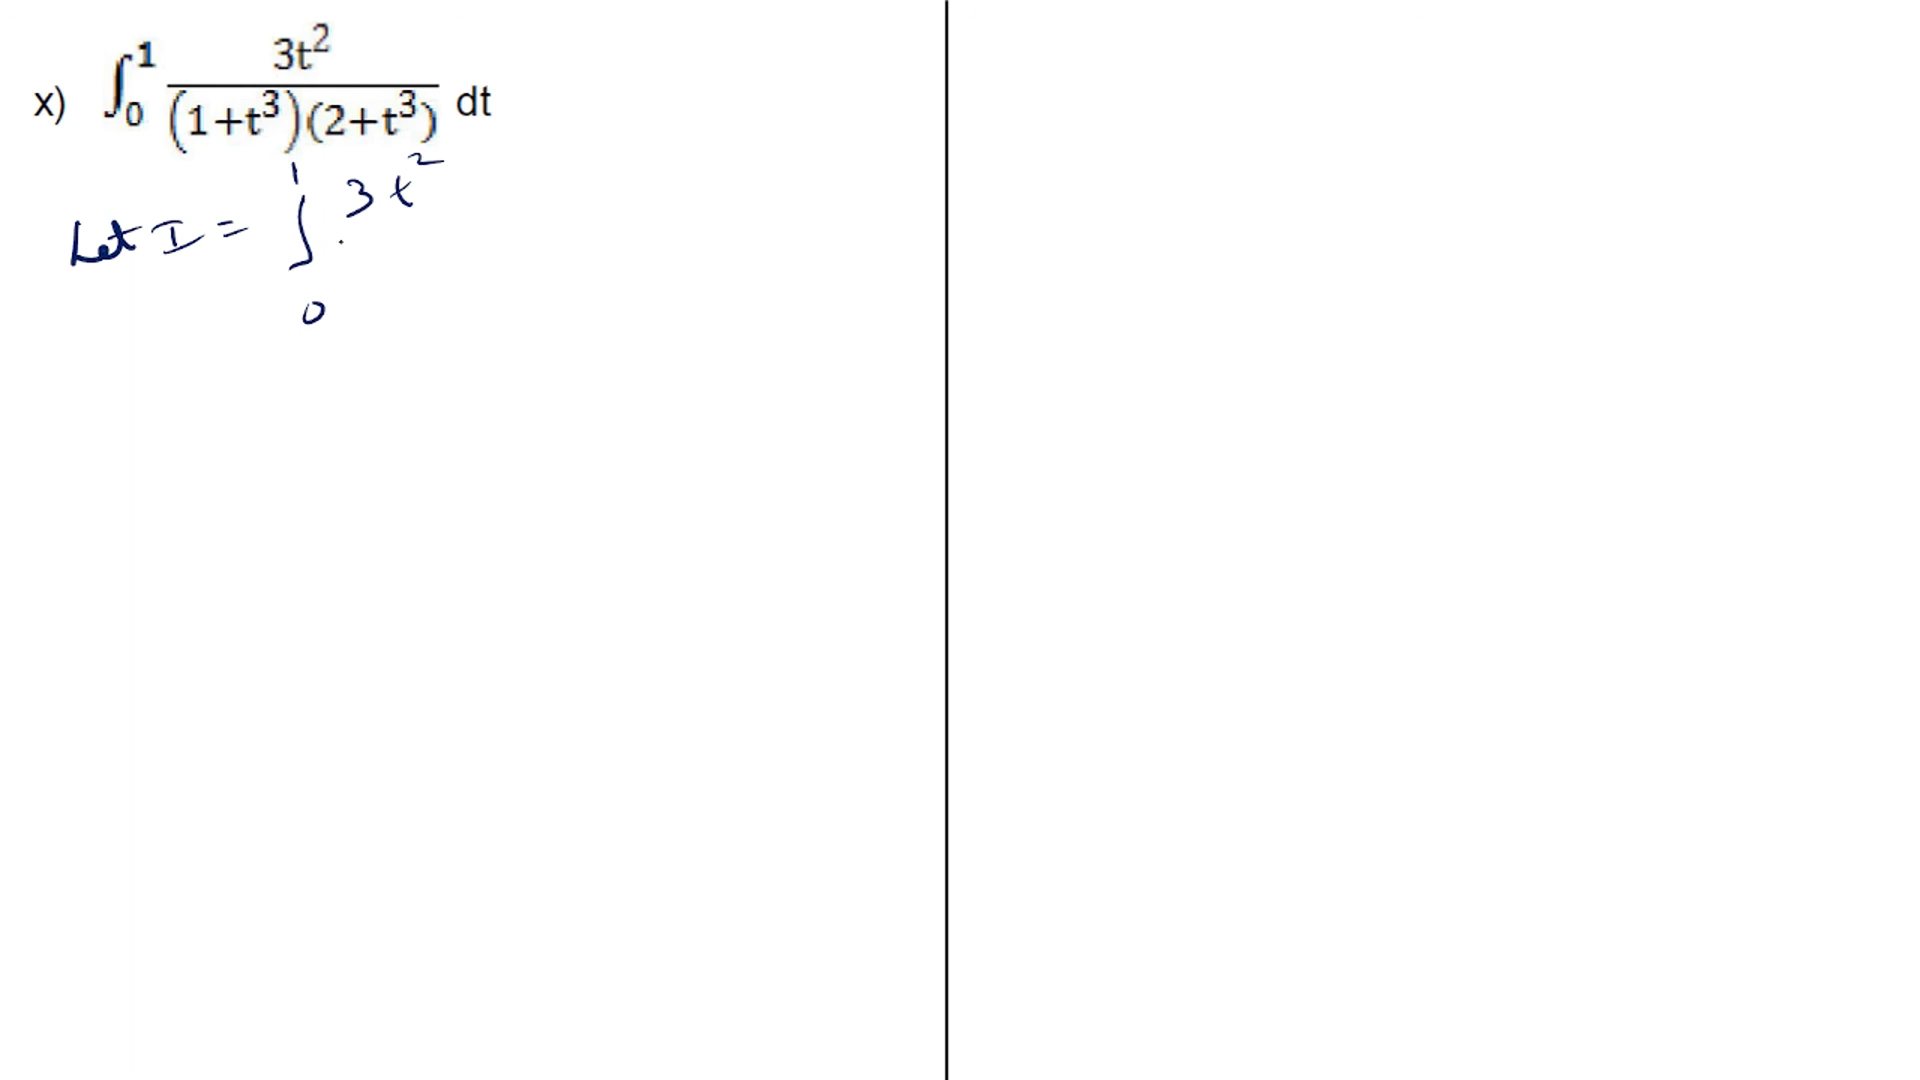 x) ∫₀¹ 3t² / (1+t³)(2+t³) dt
Let I = ∫₀¹ 3t²